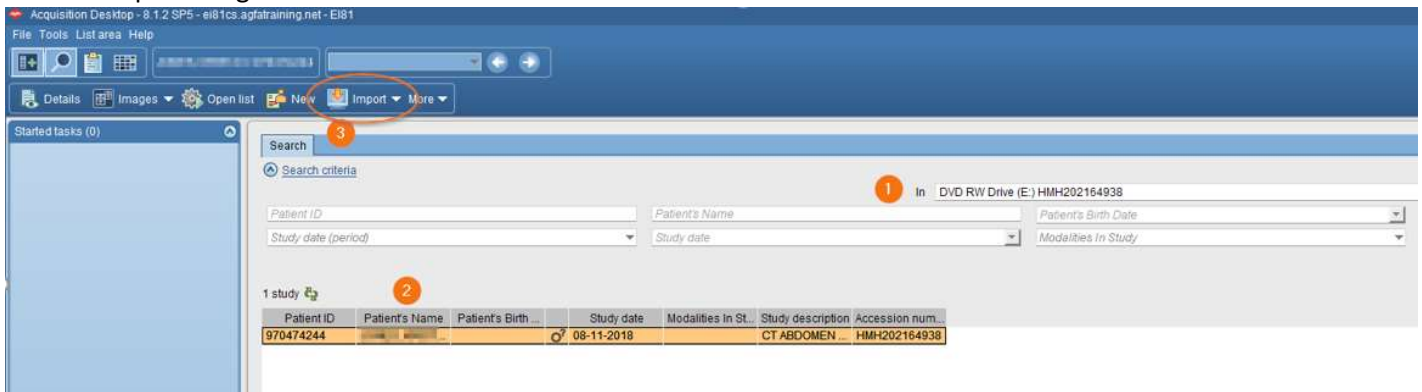 Acquisition Desktop - 8.1.2 SP5 - ei81cs.agfatraining.net - EI81
File Tools List area Help
Details Images Open list New Import More
Started tasks (0)
3
Search
Search criteria
1 In DVD RW Drive (E:) HMH202164938
Patient ID Patient's Name Patient's Birth Date
Study date (period) Study date Modalities In Study
1 study 2
Patient ID Patient's Name Patient's Birth ... Study date Modalities In St... Study description Accession num...
970474244 08-11-2018 CT ABDOMEN ... HMH202164938